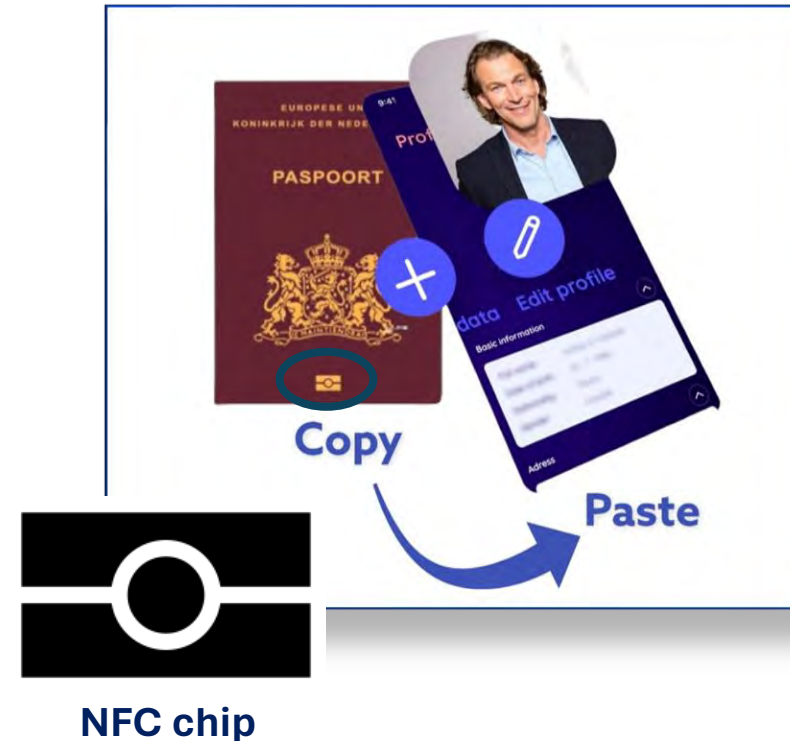 EUROPESE UN
KONINKRIJK DER NEDE
PASPOORT
9:41
Prof
data Edit profile
Basic information
Adress
Copy
Paste
NFC chip